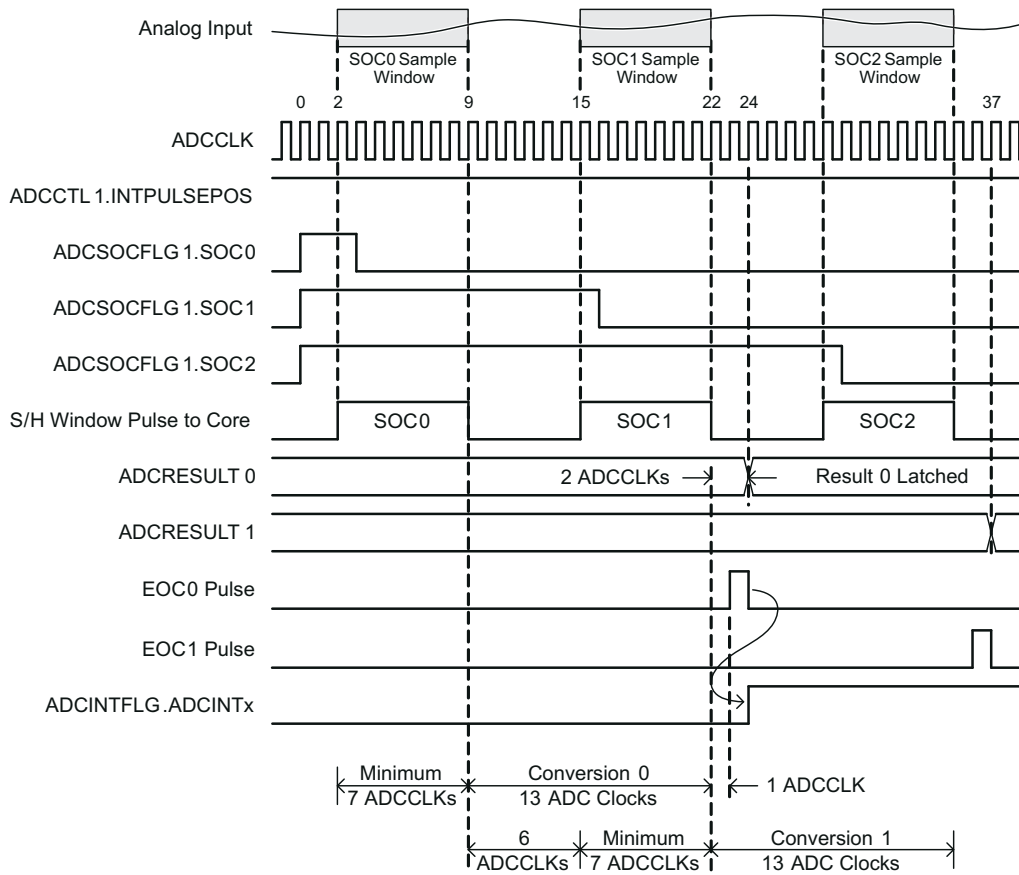 Analog Input
SOC0 Sample
Window
SOC1 Sample
Window
SOC2 Sample
Window
0 2 9 15 22 24 37
ADCCLK
ADCCTL 1.INTPULSEPOS
ADCSOCFLG 1.SOC0
ADCSOCFLG 1.SOC1
ADCSOCFLG 1.SOC2
S/H Window Pulse to Core
SOC0
SOC1
SOC2
ADCRESULT 0
2 ADCCLKs
Result 0 Latched
ADCRESULT 1
EOC0 Pulse
EOC1 Pulse
ADCINTFLG.ADCINTx
Minimum
7 ADCCLKs
Conversion 0
13 ADC Clocks
1 ADCCLK
6
ADCCLKs
Minimum
7 ADCCLKs
Conversion 1
13 ADC Clocks